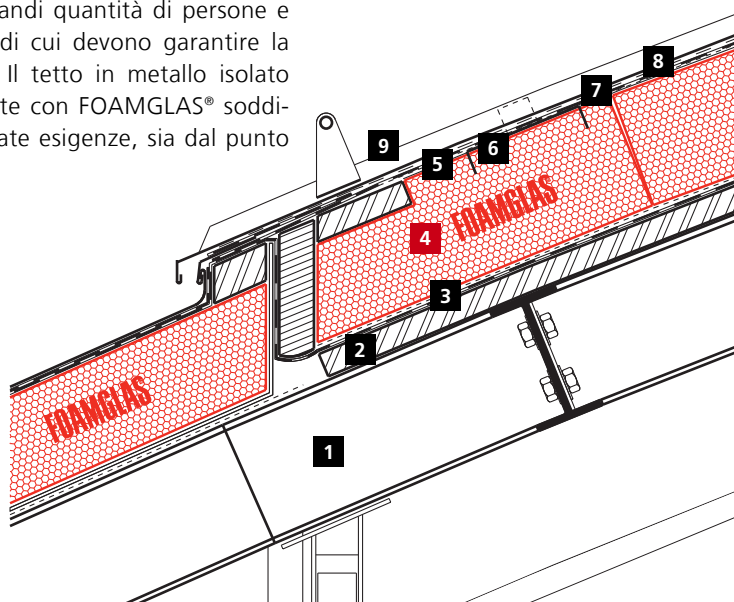 andi quantità di persone e
di cui devono garantire la
Il tetto in metallo isolato
te con FOAMGLAS® soddi-
ate esigenze, sia dal punto
8
7
9
6
5
FOAMGLAS
4
3
2
FOAMGLAS
1